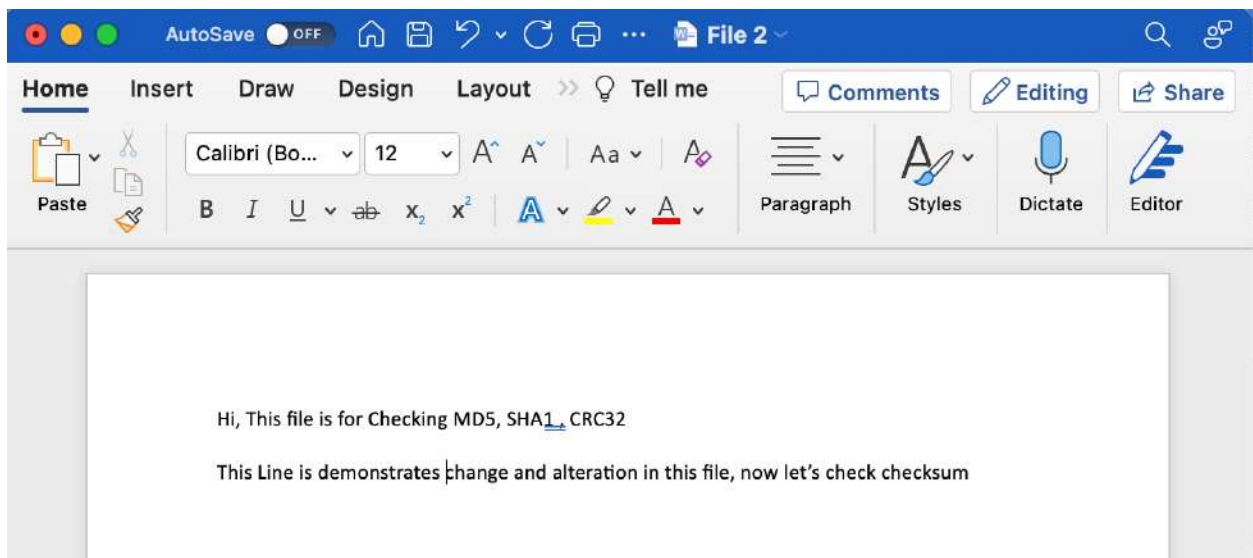 AutoSave OFF ... File 2
Home Insert Draw Design Layout >> Tell me Comments Editing Share
Calibri (Bo... 12 A^ Aˇ Aa A
Paste B I U ab x₂ x² A A Paragraph Styles Dictate Editor
Hi, This file is for Checking MD5, SHA1 , CRC32
This Line is demonstrates change and alteration in this file, now let's check checksum